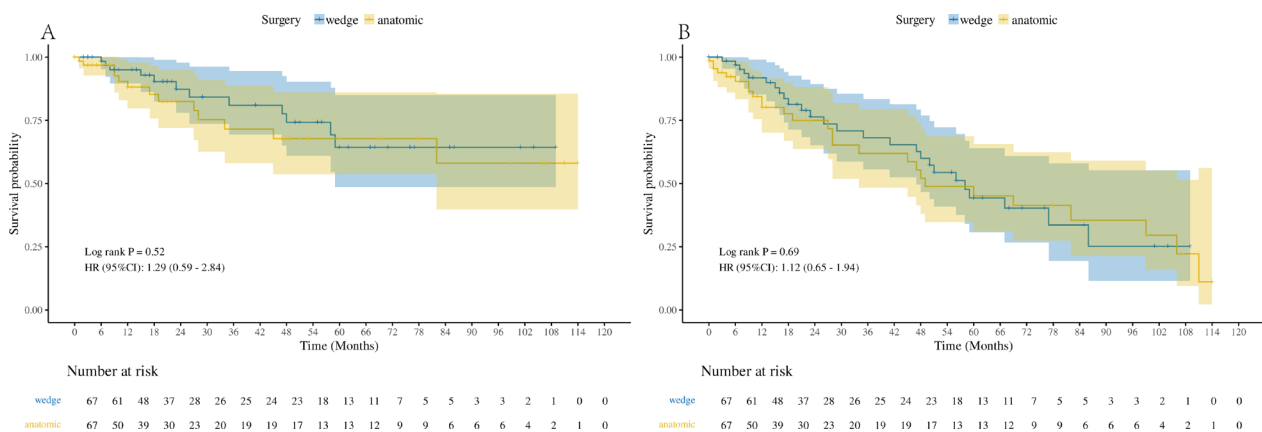 Surgery wedge anatomic
A
1.00
0.75
0.50
0.25
0.00
Survival probability
Log rank P = 0.52
HR (95%CI): 1.29 (0.59 - 2.84)
0 6 12 18 24 30 36 42 48 54 60 66 72 78 84 90 96 102 108 114 120
Time (Months)
Number at risk
wedge 67 61 48 37 28 26 25 24 23 18 13 11 7 5 5 3 3 2 1 0 0
anatomic 67 50 39 30 23 20 19 19 17 13 13 12 9 9 6 6 6 4 2 1 0
Surgery wedge anatomic
B
1.00
0.75
0.50
0.25
0.00
Survival probability
Log rank P = 0.69
HR (95%CI): 1.12 (0.65 - 1.94)
0 6 12 18 24 30 36 42 48 54 60 66 72 78 84 90 96 102 108 114 120
Time (Months)
Number at risk
wedge 67 61 48 37 28 26 25 24 23 18 13 11 7 5 5 3 3 2 1 0 0
anatomic 67 50 39 30 23 20 19 19 17 13 13 12 9 9 6 6 6 4 2 1 0